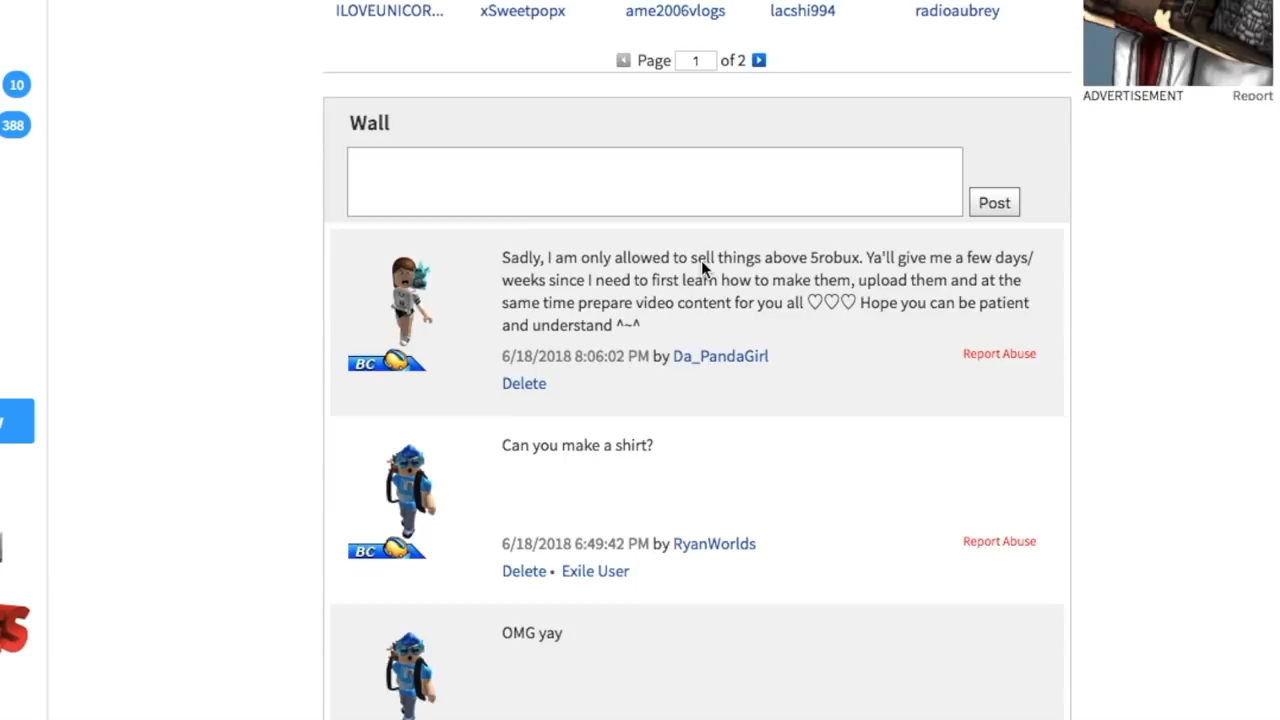 ILOVEUNICOR... xSweetpopx ame2006vlogs lacshi994 radioaubrey
Page 1 of 2
ADVERTISEMENT Report
10
388
Wall
Post
Sadly, I am only allowed to sell things above 5robux. Ya'll give me a few days/
weeks since I need to first learn how to make them, upload them and at the
same time prepare video content for you all ♡♡♡ Hope you can be patient
and understand ^~^
BC
6/18/2018 8:06:02 PM by Da_PandaGirl Report Abuse
Delete
Can you make a shirt?
BC
6/18/2018 6:49:42 PM by RyanWorlds Report Abuse
Delete • Exile User
OMG yay